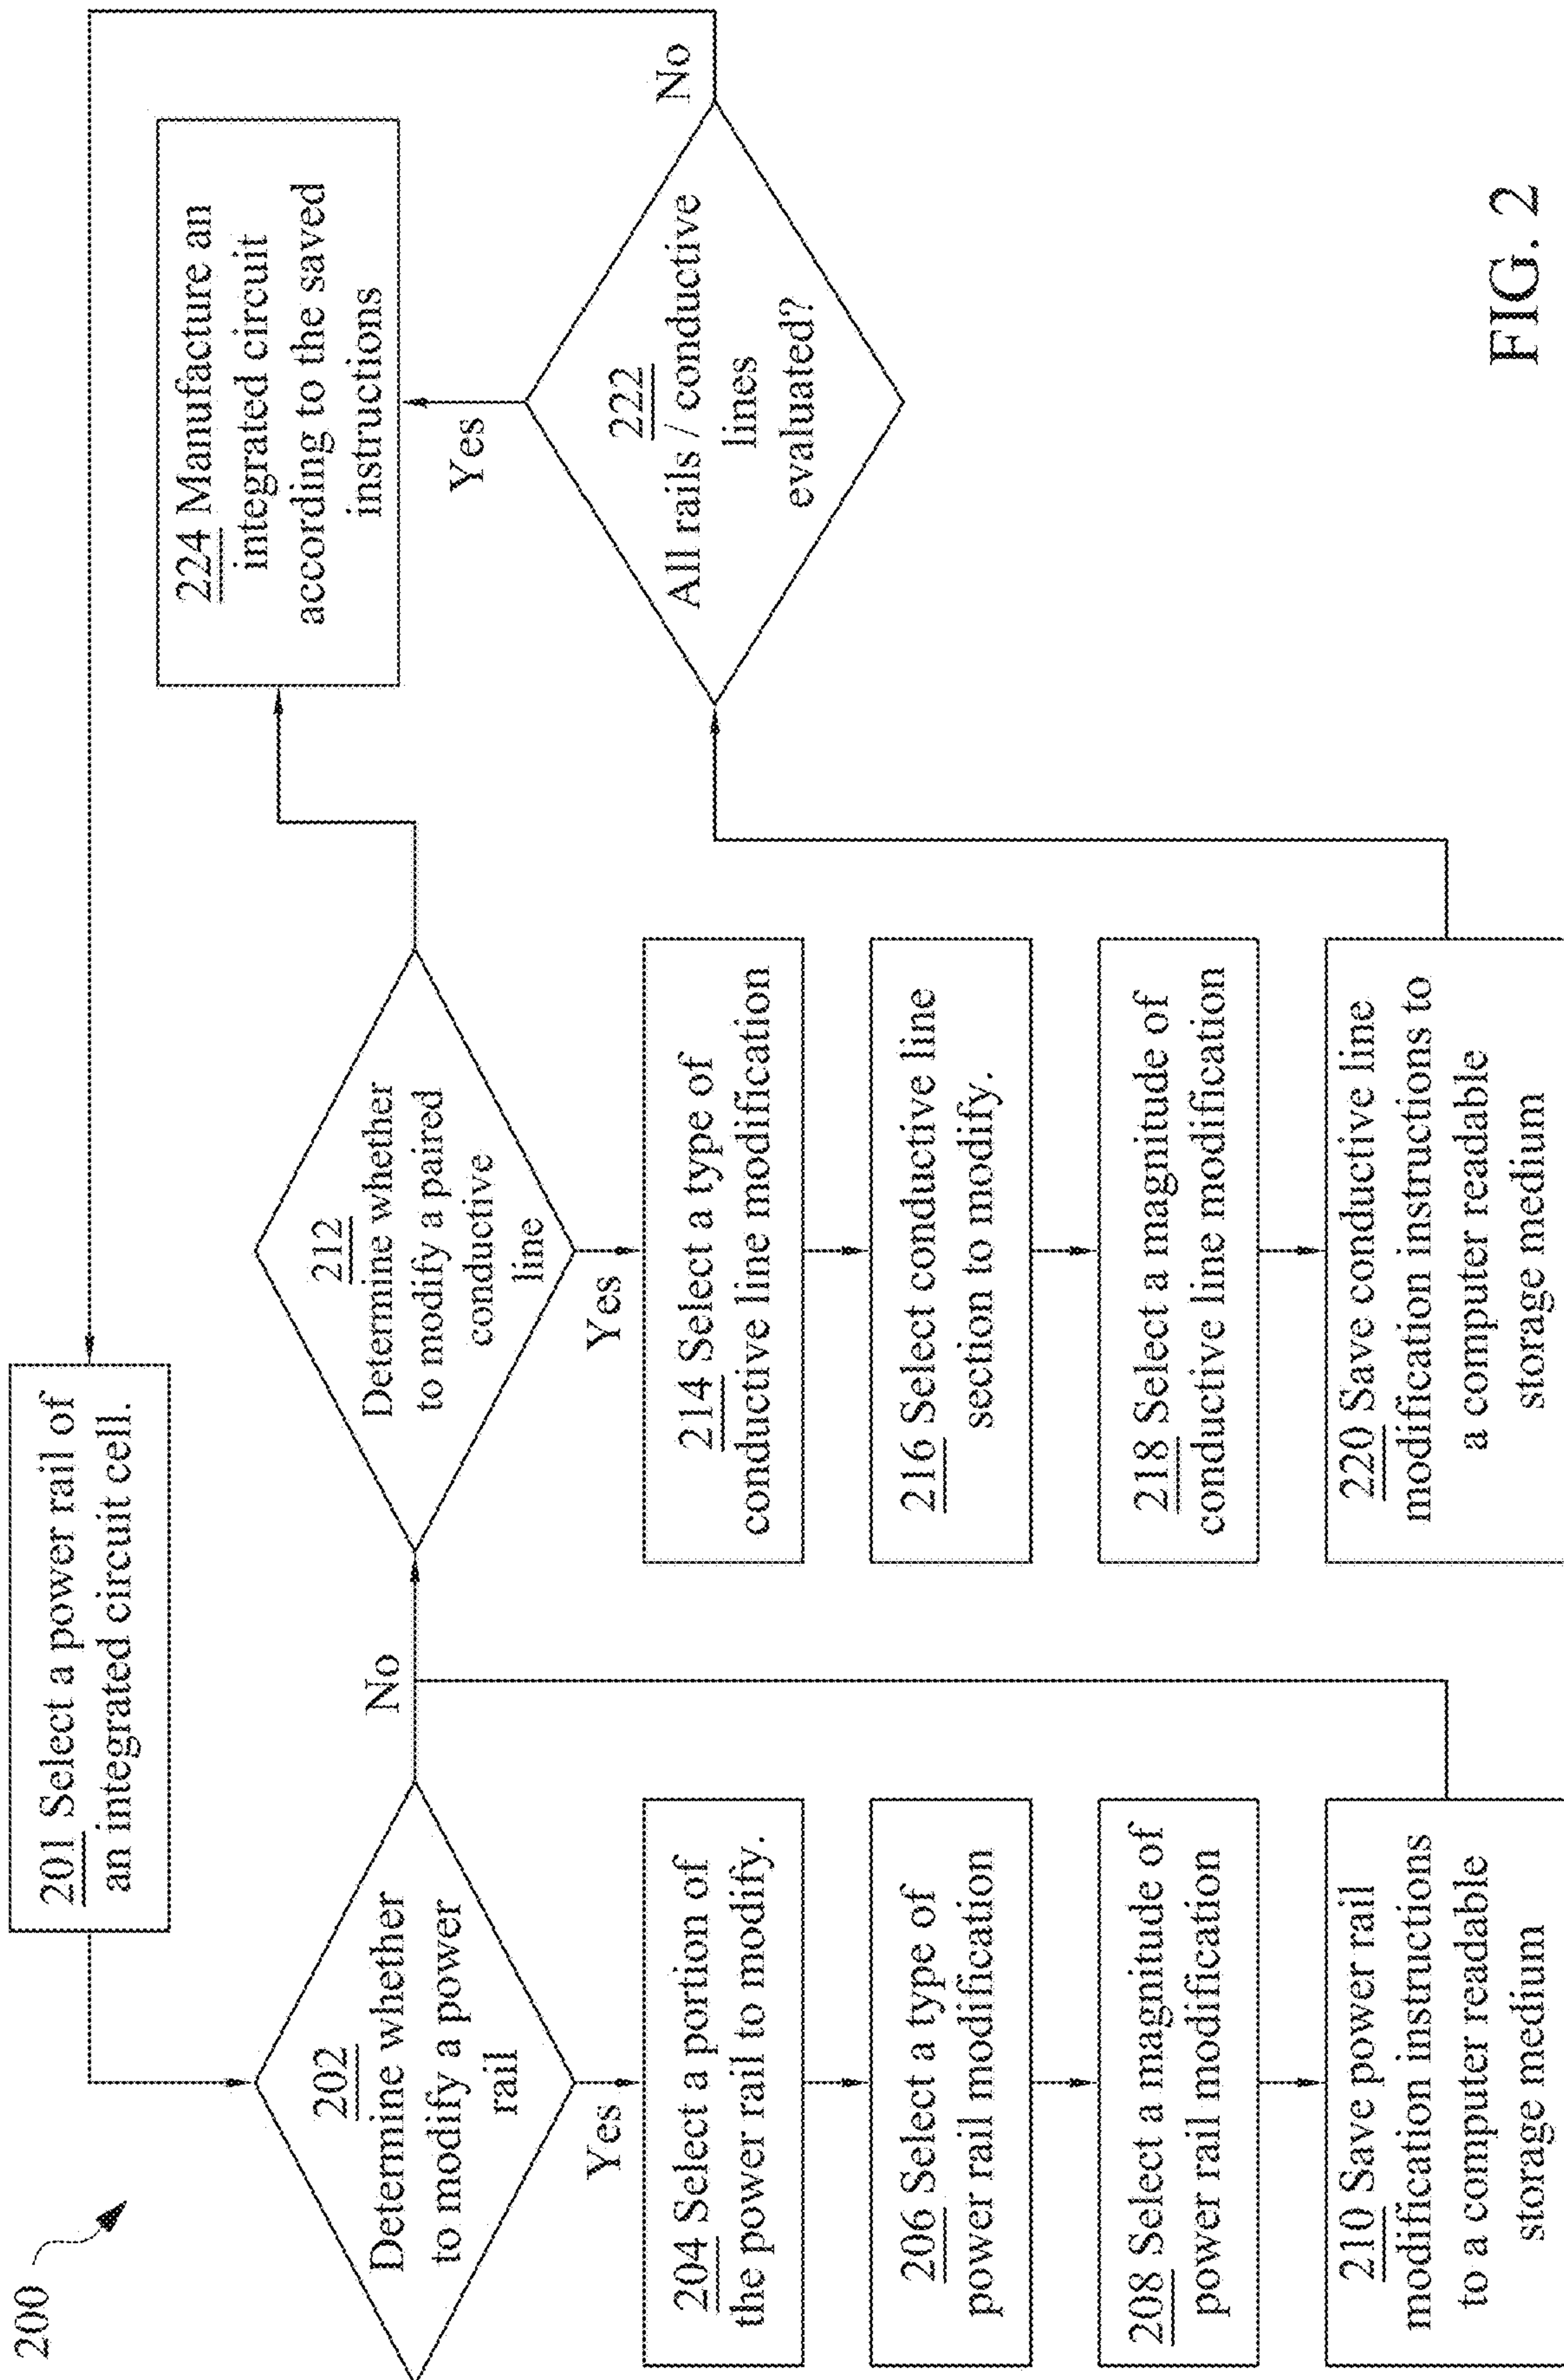 200
201 Select a power rail of
an integrated circuit cell.
202
Determine whether
to modify a power
rail
Yes
No
204 Select a portion of
the power rail to modify.
206 Select a type of
power rail modification
208 Select a magnitude of
power rail modification
210 Save power rail
modification instructions
to a computer readable
storage medium
212
Determine whether
to modify a paired
conductive
line
Yes
214 Select a type of
conductive line modification
216 Select conductive line
section to modify.
218 Select a magnitude of
conductive line modification
220 Save conductive line
modification instructions to
a computer readable
storage medium
224 Manufacture an
integrated circuit
according to the saved
instructions
Yes
222
All rails / conductive
lines
evaluated?
No
FIG. 2